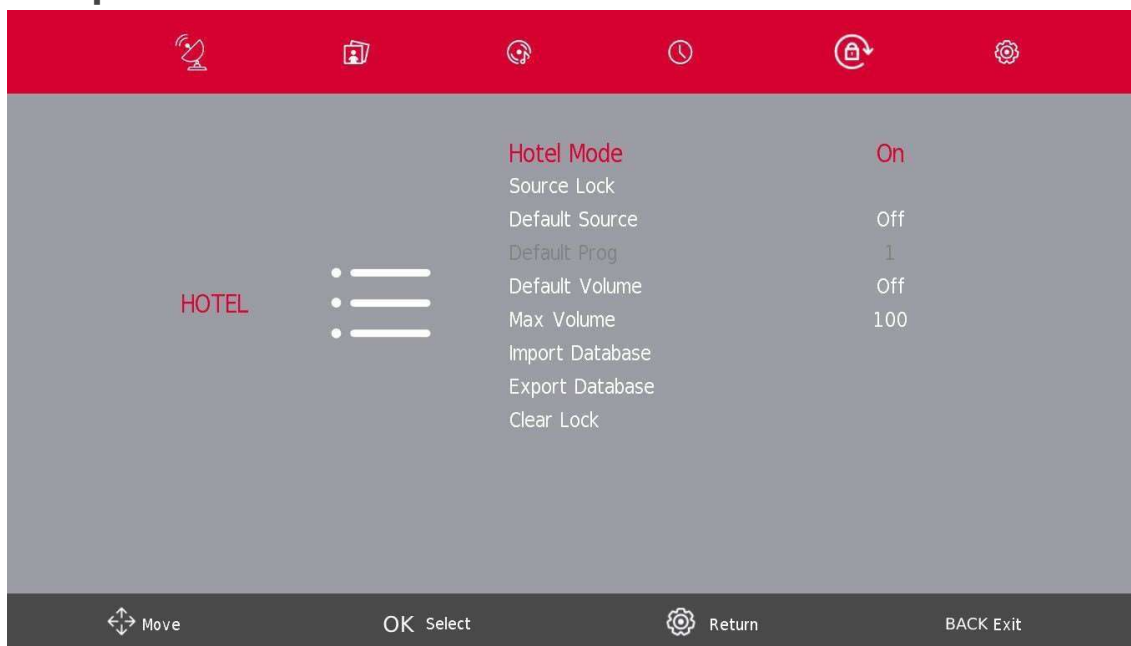 HOTEL
Hotel Mode On
Source Lock
Default Source Off
Default Prog 1
Default Volume Off
Max Volume 100
Import Database
Export Database
Clear Lock
Move OK Select Return BACK Exit